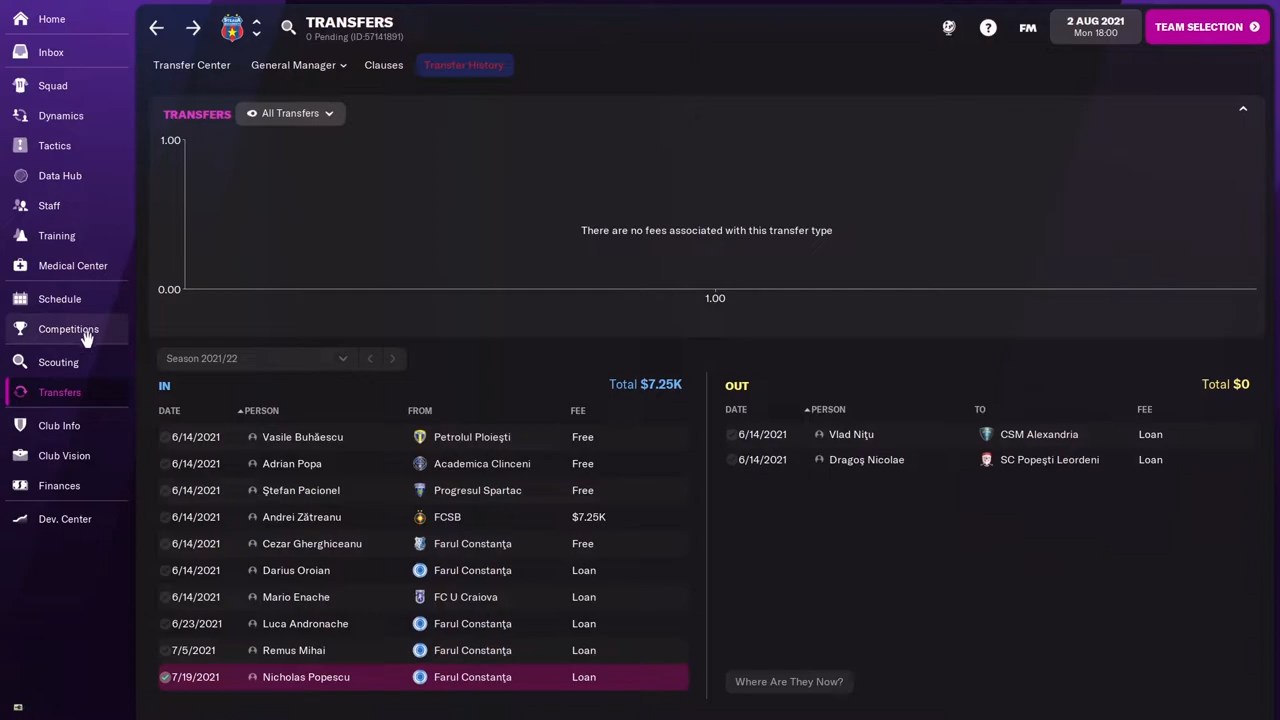 Home
Inbox
Squad
Dynamics
Tactics
Data Hub
Staff
Training
Medical Center
Schedule
Competitions
Scouting
Transfers
Club Info
Club Vision
Finances
Dev. Center
TRANSFERS
0 Pending (ID:57141891)
FM
2 AUG 2021
Mon 18:00
TEAM SELECTION
Transfer Center General Manager Clauses Transfer History
TRANSFERS All Transfers
1.00
There are no fees associated with this transfer type
0.00
1.00
Season 2021/22
IN Total $7.25K
DATE PERSON FROM FEE
6/14/2021 Vasile Buhăescu Petrolul Ploiești Free
6/14/2021 Adrian Popa Academica Clinceni Free
6/14/2021 Ștefan Pacionel Progresul Spartac Free
6/14/2021 Andrei Zătreanu FCSB $7.25K
6/14/2021 Cezar Gherghiceanu Farul Constanța Free
6/14/2021 Darius Oroian Farul Constanța Loan
6/14/2021 Mario Enache FC U Craiova Loan
6/23/2021 Luca Andronache Farul Constanța Loan
7/5/2021 Remus Mihai Farul Constanța Loan
7/19/2021 Nicholas Popescu Farul Constanța Loan
OUT Total $0
DATE PERSON TO FEE
6/14/2021 Vlad Nițu CSM Alexandria Loan
6/14/2021 Dragoș Nicolae SC Popești Leordeni Loan
Where Are They Now?